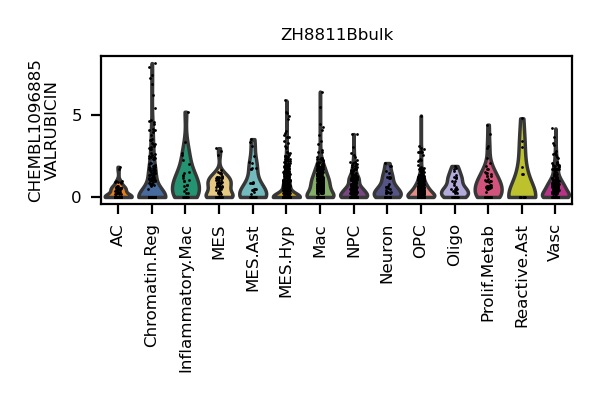 ZH8811Bbulk
CHEMBL1096885
VALRUBICIN
5
0
AC
Chromatin.Reg
Inflammatory.Mac
MES
MES.Ast
MES.Hyp
Mac
NPC
Neuron
OPC
Oligo
Prolif.Metab
Reactive.Ast
Vasc